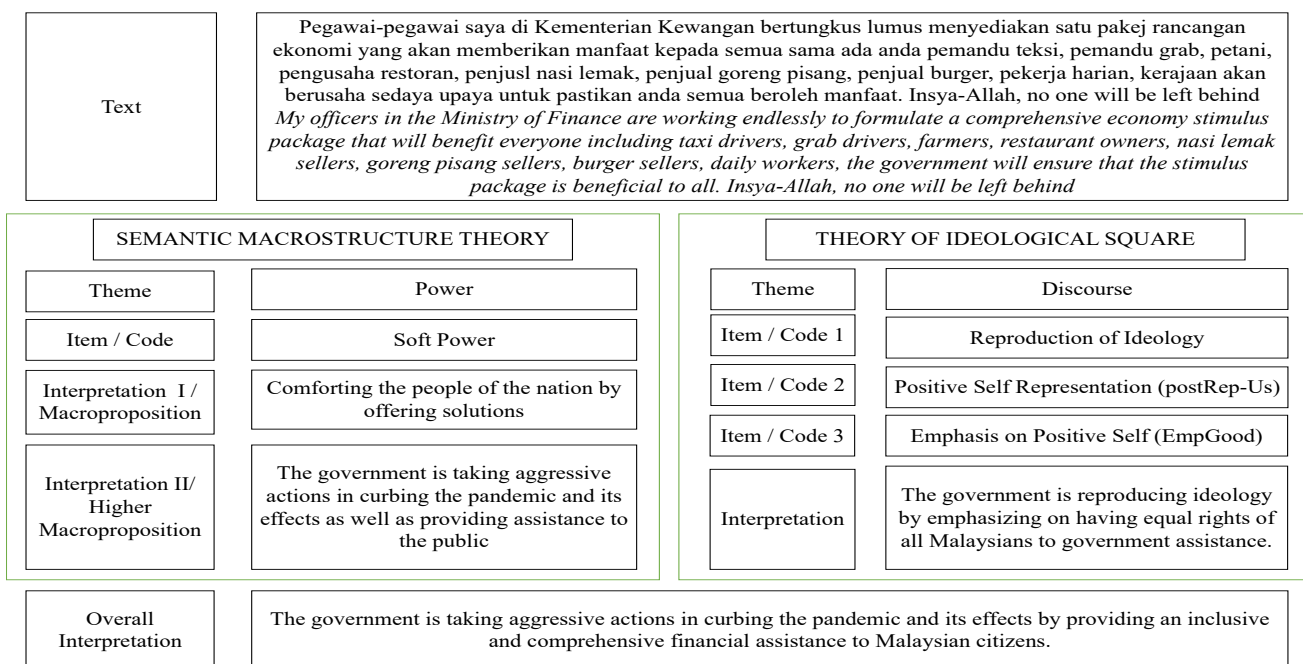 Text
Pegawai-pegawai saya di Kementerian Kewangan bertungkus lumus menyediakan satu pakej rancangan
ekonomi yang akan memberikan manfaat kepada semua sama ada anda pemandu teksi, pemandu grab, petani,
pengusaha restoran, penjusl nasi lemak, penjual goreng pisang, penjual burger, pekerja harian, kerajaan akan
berusaha sedaya upaya untuk pastikan anda semua beroleh manfaat. Insya-Allah, no one will be left behind
My officers in the Ministry of Finance are working endlessly to formulate a comprehensive economy stimulus
package that will benefit everyone including taxi drivers, grab drivers, farmers, restaurant owners, nasi lemak
sellers, goreng pisang sellers, burger sellers, daily workers, the government will ensure that the stimulus
package is beneficial to all. Insya-Allah, no one will be left behind
SEMANTIC MACROSTRUCTURE THEORY
Theme
Power
Item / Code
Soft Power
Interpretation I /
Macroproposition
Comforting the people of the nation by
offering solutions
Interpretation II/
Higher
Macroproposition
The government is taking aggressive
actions in curbing the pandemic and its
effects as well as providing assistance to
the public
THEORY OF IDEOLOGICAL SQUARE
Theme
Discourse
Item / Code 1
Reproduction of Ideology
Item / Code 2
Positive Self Representation (postRep-Us)
Item / Code 3
Emphasis on Positive Self (EmpGood)
Interpretation
The government is reproducing ideology
by emphasizing on having equal rights of
all Malaysians to government assistance.
Overall
Interpretation
The government is taking aggressive actions in curbing the pandemic and its effects by providing an inclusive
and comprehensive financial assistance to Malaysian citizens.